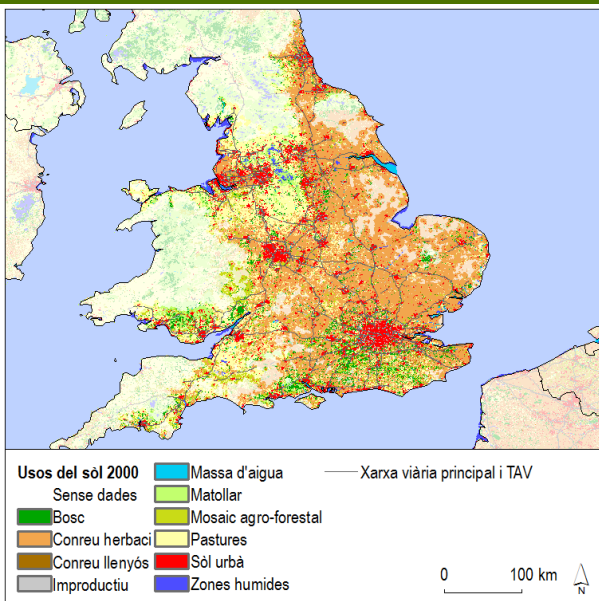 Usos del sòl 2000
Sense dades
Bosc
Conreu herbaci
Conreu llenyós
Improductiu
Massa d'aigua
Matollar
Mosaic agro-forestal
Pastures
Sòl urbà
Zones humides
Xarxa viària principal i TAV
0 100 km
N